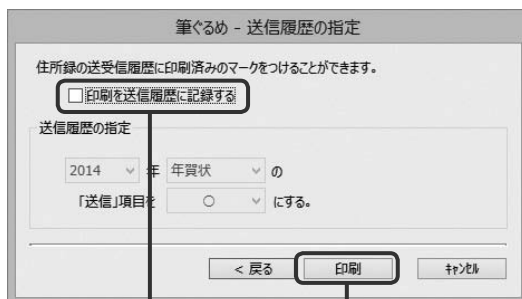 筆ぐるめ - 送信履歴の指定
住所録の送受信履歴に印刷済みのマークをつけることができます。
印刷を送信履歴に記録する
送信履歴の指定
2014 年 年賀状 の
「送信」項目を ○ にする。
< 戻る 印刷 ｷｬﾝｾﾙ